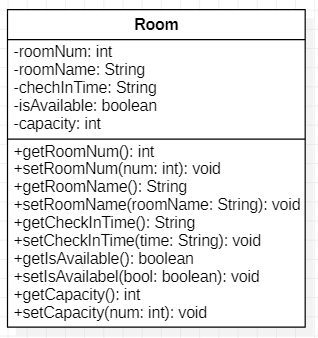 Room
-roomNum: int
-roomName: String
-chechInTime: String
-isAvailable: boolean
-capacity: int
+getRoomNum(): int
+setRoomNum(num: int): void
+getRoomName(): String
+setRoomName(roomName: String): void
+getCheckInTime(): String
+setCheckInTime(time: String): void
+getIsAvailable(): boolean
+setIsAvailabel(bool: boolean): void
+getCapacity(): int
+setCapacity(num: int): void